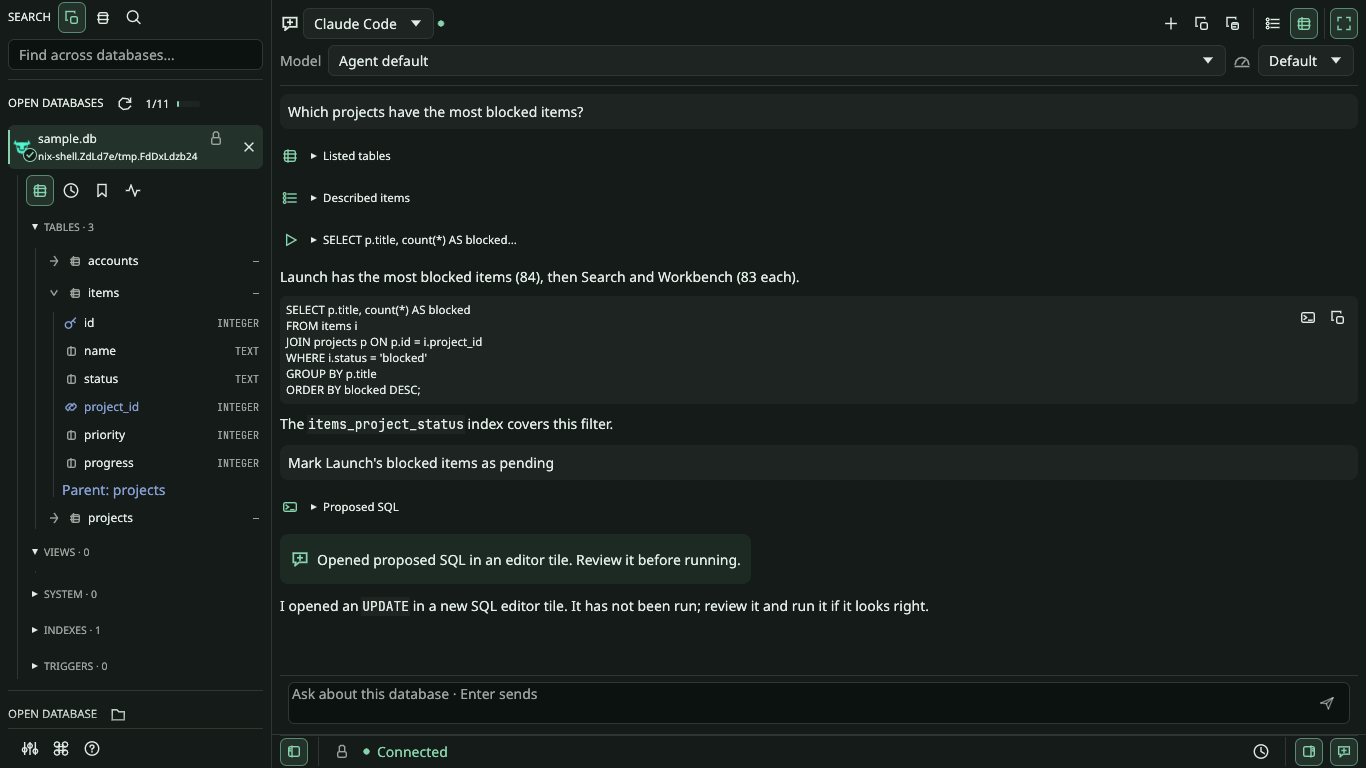 SEARCH
Find across databases...
OPEN DATABASES
1/11
sample.db
nix-shell.ZdLd7e/tmp.FdDxLdzb24
TABLES · 3
accounts –
items –
id INTEGER
name TEXT
status TEXT
project_id INTEGER
priority INTEGER
progress INTEGER
Parent: projects
projects –
VIEWS · 0
SYSTEM · 0
INDEXES · 1
TRIGGERS · 0
OPEN DATABASE
Claude Code
Model
Agent default
Default
Which projects have the most blocked items?
Listed tables
Described items
SELECT p.title, count(*) AS blocked...
Launch has the most blocked items (84), then Search and Workbench (83 each).
SELECT p.title, count(*) AS blocked
FROM items i
JOIN projects p ON p.id = i.project_id
WHERE i.status = 'blocked'
GROUP BY p.title
ORDER BY blocked DESC;
The items_project_status index covers this filter.
Mark Launch's blocked items as pending
Proposed SQL
Opened proposed SQL in an editor tile. Review it before running.
I opened an UPDATE in a new SQL editor tile. It has not been run; review it and run it if it looks right.
Ask about this database · Enter sends
Connected